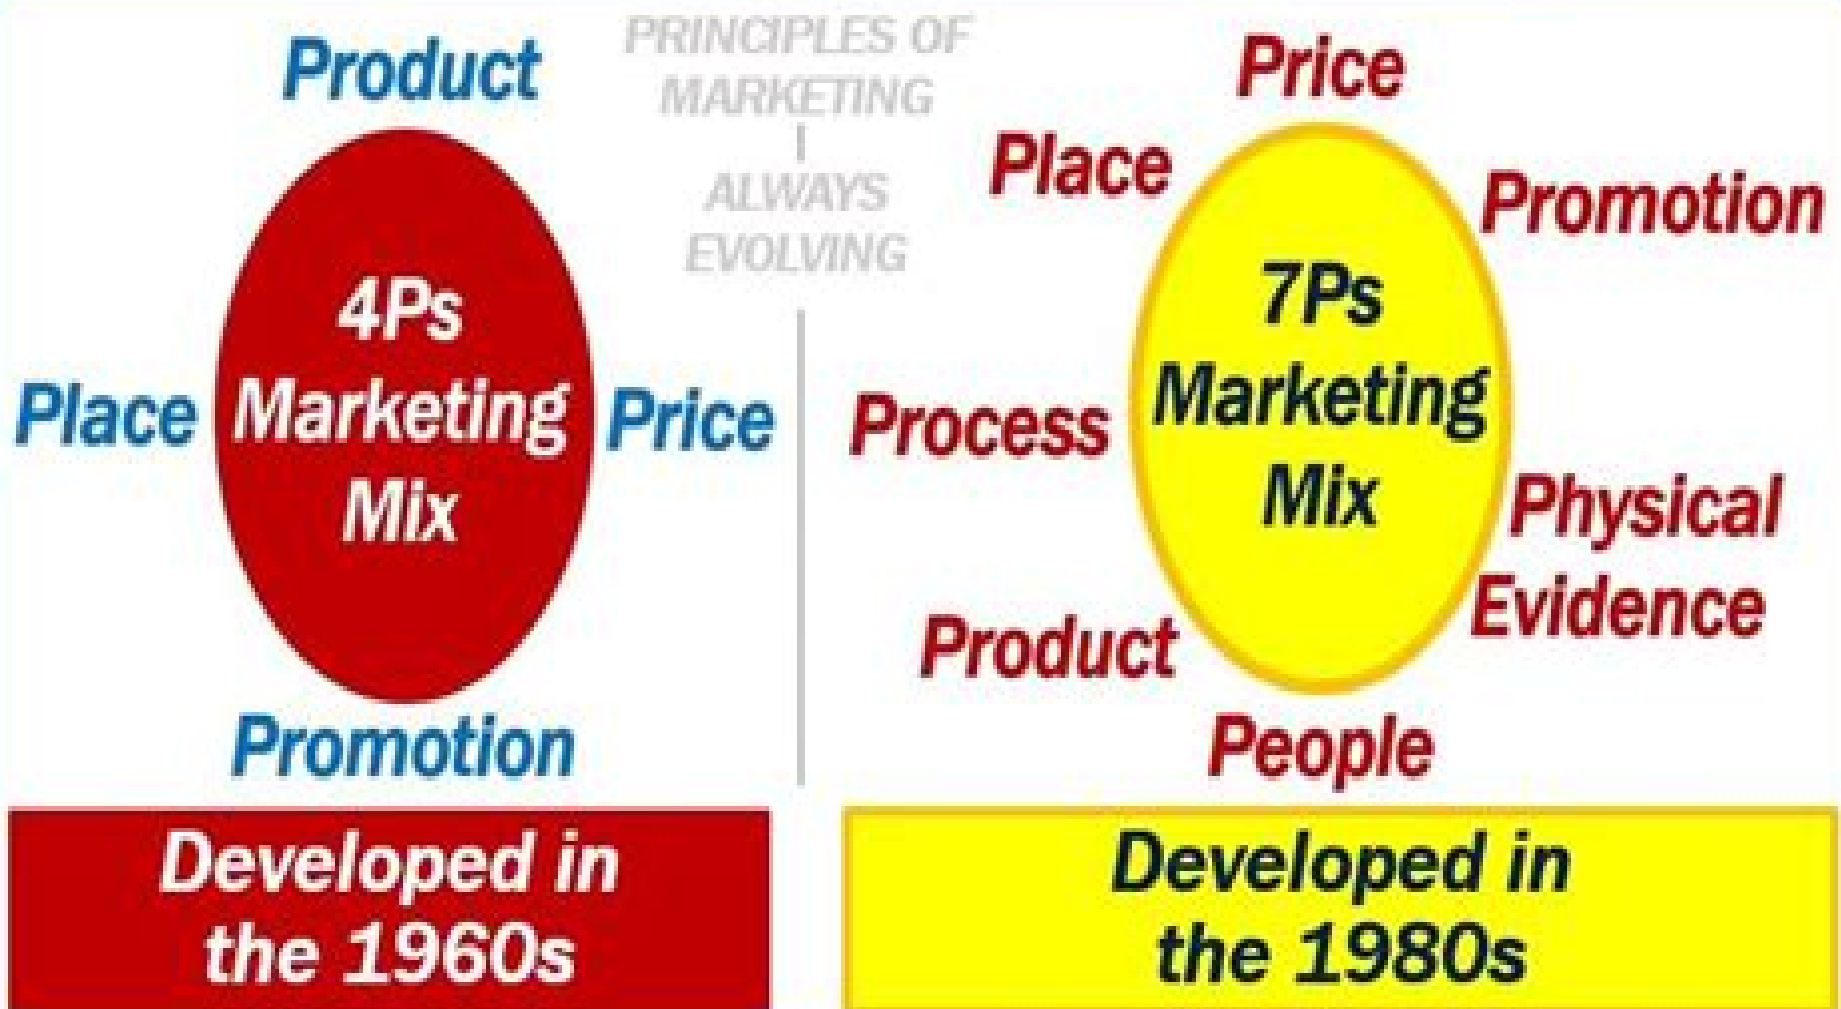 PRINCIPLES OF
MARKETING
ALWAYS
EVOLVING
Product
4Ps
Marketing
Mix
Place
Price
Promotion
Developed in
the 1960s
Price
Place
Promotion
7Ps
Marketing
Mix
Process
Physical
Evidence
Product
People
Developed in
the 1980s